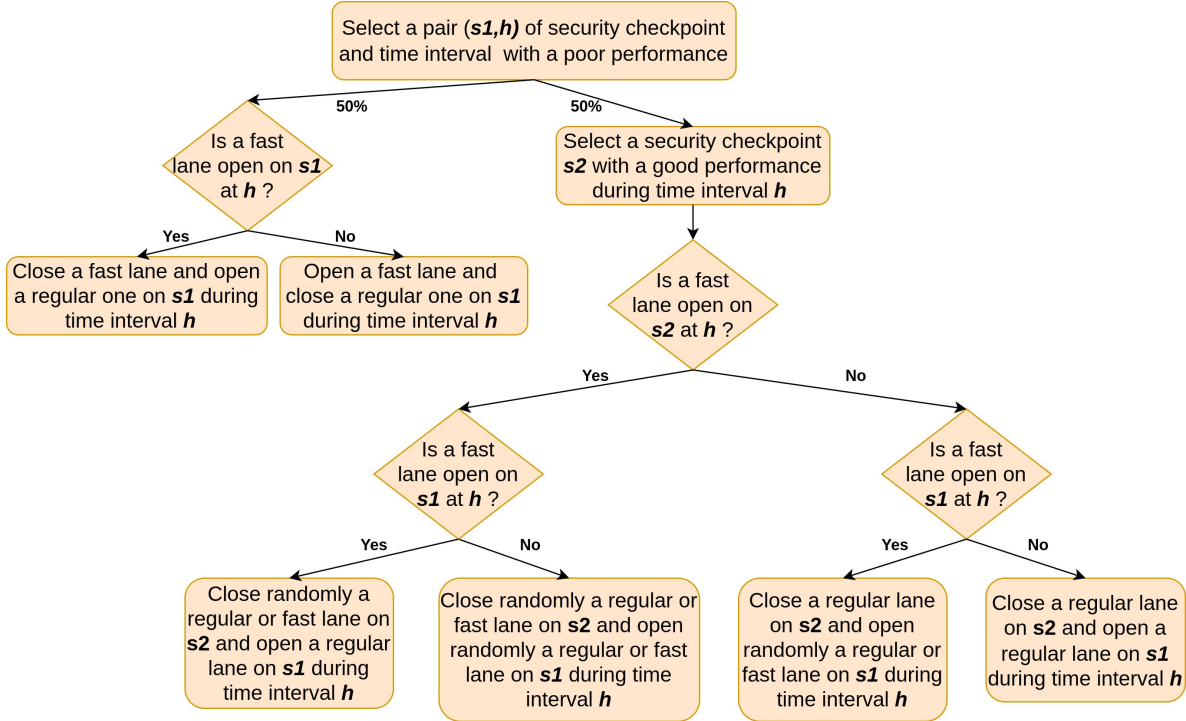 Select a pair (s1,h) of security checkpoint
and time interval with a poor performance
50%
50%
Is a fast
lane open on s1
at h ?
Select a security checkpoint
s2 with a good performance
during time interval h
Yes
No
Close a fast lane and open
a regular one on s1 during
time interval h
Open a fast lane and
close a regular one on s1
during time interval h
Is a fast
lane open on
s2 at h ?
Yes
No
Is a fast
lane open on
s1 at h ?
Is a fast
lane open on
s1 at h ?
Yes
No
Yes
No
Close randomly a
regular or fast lane on
s2 and open a regular
lane on s1 during
time interval h
Close randomly a regular or
fast lane on s2 and open
randomly a regular or fast
lane on s1 during time
interval h
Close a regular lane
on s2 and open
randomly a regular or
fast lane on s1 during
time interval h
Close a regular lane
on s2 and open a
regular lane on s1
during time interval h